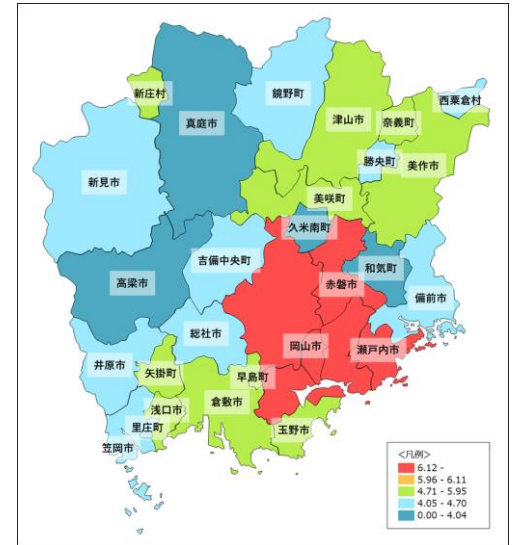 新庄村
真庭市
鏡野町
津山市
奈義町
西粟倉村
勝央町
美作市
新見市
美咲町
久米南町
吉備中央町
和気町
高梁市
赤磐市
備前市
総社市
岡山市
瀬戸内市
井原市
矢掛町
早島町
浅口市
倉敷市
里庄町
玉野市
笠岡市
<凡例>
6.12 -
5.96 - 6.11
4.71 - 5.95
4.05 - 4.70
0.00 - 4.04